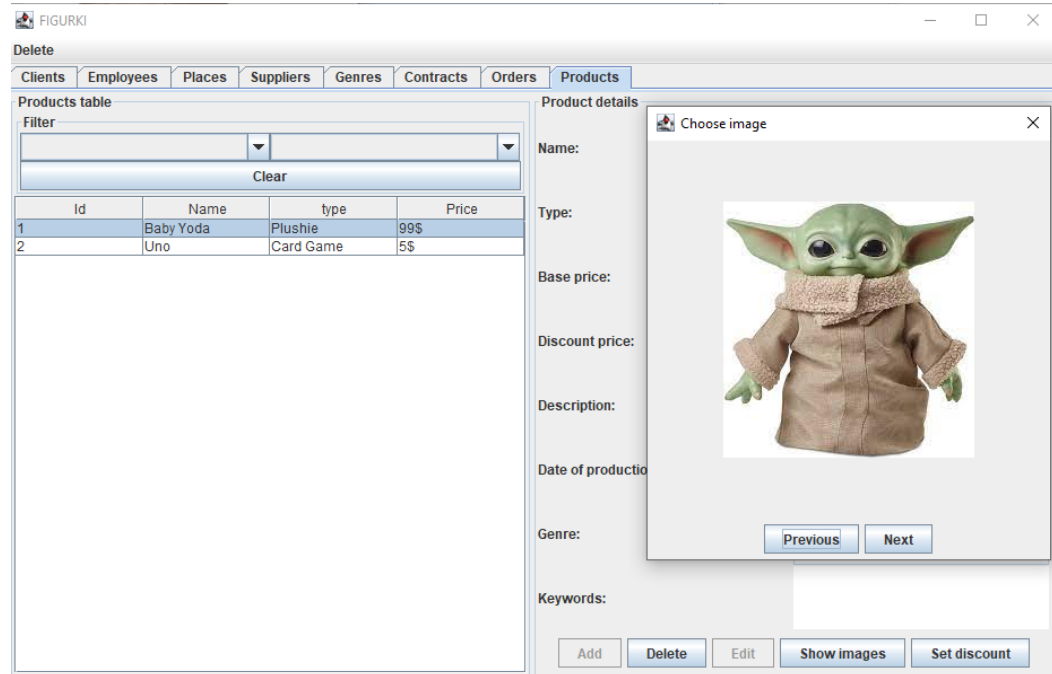 FIGURKI
Delete
Clients Employees Places Suppliers Genres Contracts Orders Products
Products table
Filter
Clear
Id Name type Price
1 Baby Yoda Plushie 99$
2 Uno Card Game 5$
Product details
Name:
Type:
Base price:
Discount price:
Description:
Date of productio
Genre:
Keywords:
Add Delete Edit Show images Set discount
Choose image
Previous Next